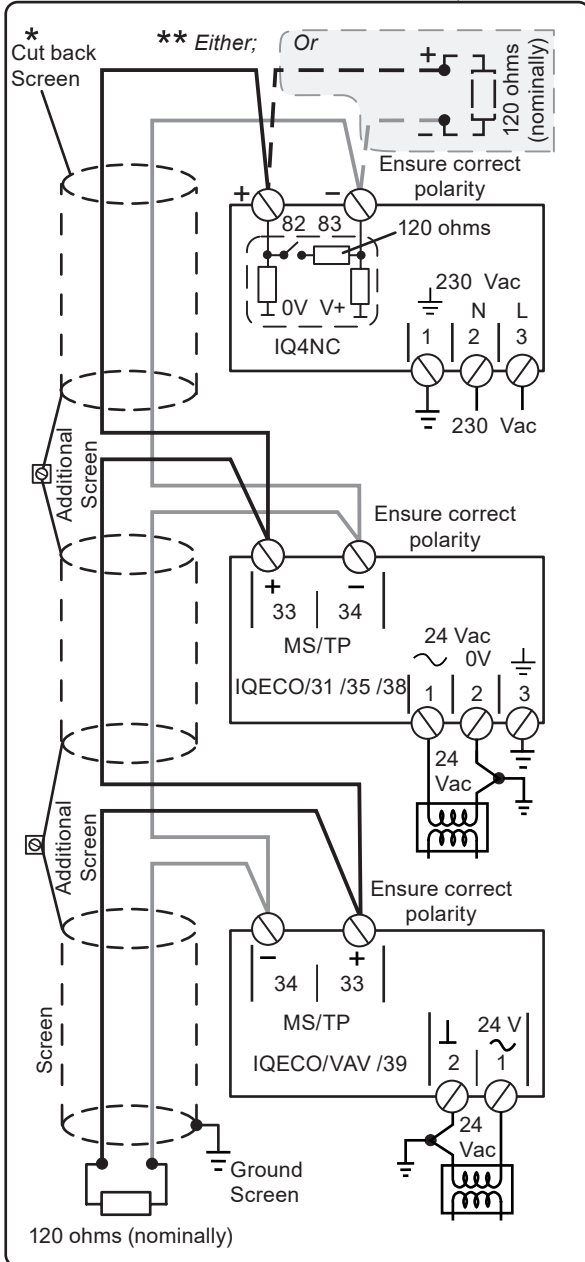 *
Cut back
Screen
** Either; Or
+
−
120 ohms
(nominally)
Ensure correct
polarity
+ −
82 83
120 ohms
0V V+
IQ4NC
230 Vac
N L
1 2 3
230 Vac
Additional
Screen
Ensure correct
polarity
+ −
33 34
MS/TP
IQECO/31 /35 /38
24 Vac
0V
1 2 3
24
Vac
Additional
Screen
Ensure correct
polarity
− +
34 33
MS/TP
IQECO/VAV /39
24 V
2 1
24
Vac
Screen
Ground
Screen
120 ohms (nominally)